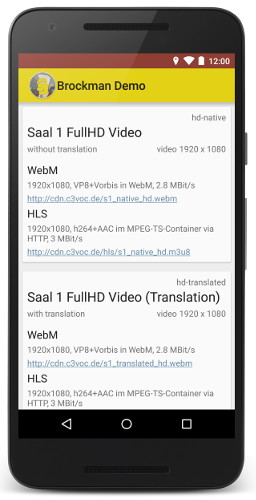 12:00
Brockman Demo
hd-native
Saal 1 FullHD Video
without translation video 1920 x 1080
WebM
1920x1080, VP8+Vorbis in WebM, 2.8 MBit/s
http://cdn.c3voc.de/s1_native_hd.webm
HLS
1920x1080, h264+AAC im MPEG-TS-Container via
HTTP, 3 MBit/s
http://cdn.c3voc.de/hls/s1_native_hd.m3u8
hd-translated
Saal 1 FullHD Video (Translation)
with translation video 1920 x 1080
WebM
1920x1080, VP8+Vorbis in WebM, 2.8 MBit/s
http://cdn.c3voc.de/s1_translated_hd.webm
HLS
1920x1080, h264+AAC im MPEG-TS-Container via
HTTP, 3 MBit/s